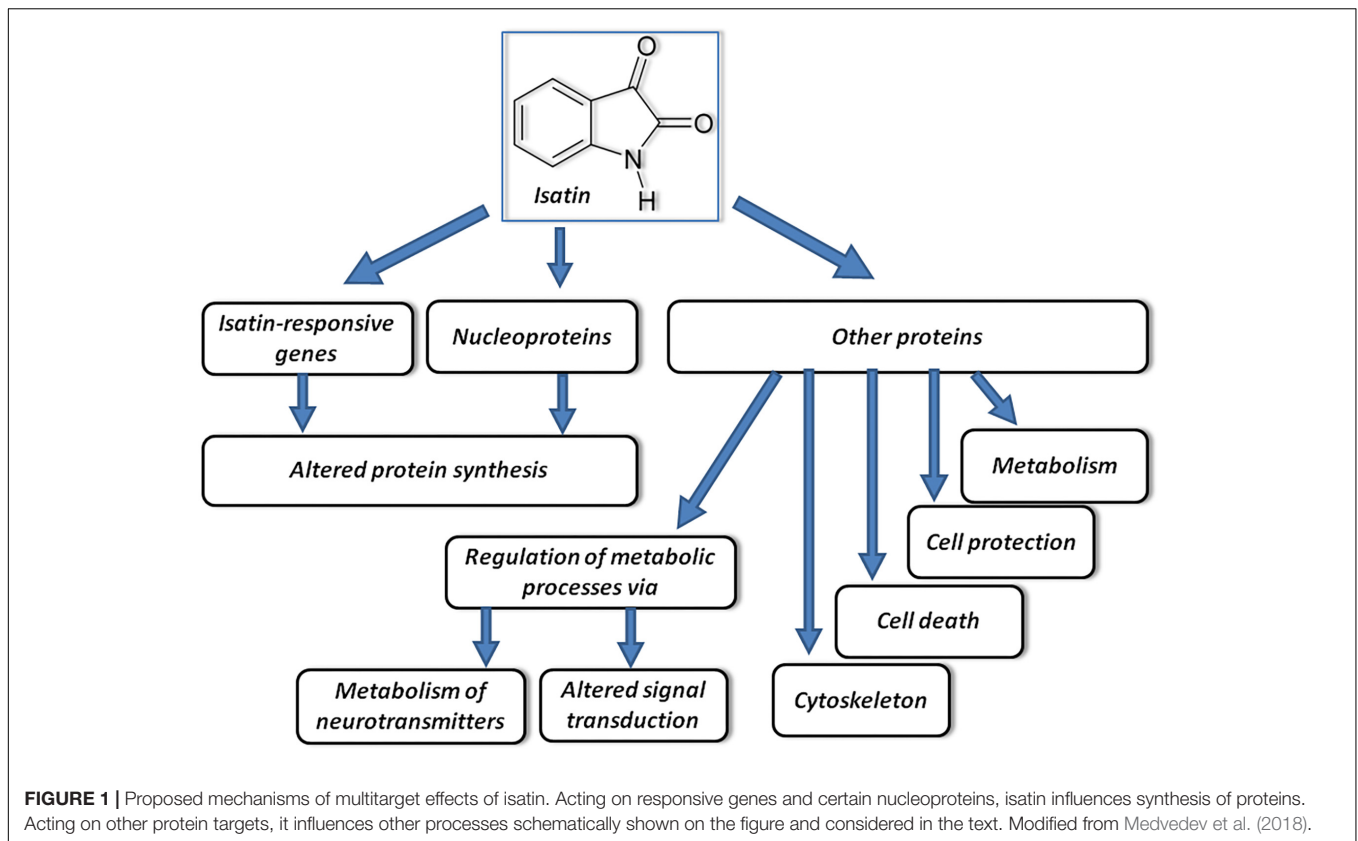 O
O
N
H
Isatin
Isatin-responsive
genes
Nucleoproteins
Other proteins
Altered protein synthesis
Metabolism
Cell protection
Regulation of metabolic
processes via
Cell death
Metabolism of
neurotransmitters
Altered signal
transduction
Cytoskeleton
FIGURE 1 | Proposed mechanisms of multitarget effects of isatin. Acting on responsive genes and certain nucleoproteins, isatin influences synthesis of proteins.
Acting on other protein targets, it influences other processes schematically shown on the figure and considered in the text. Modified from Medvedev et al. (2018).